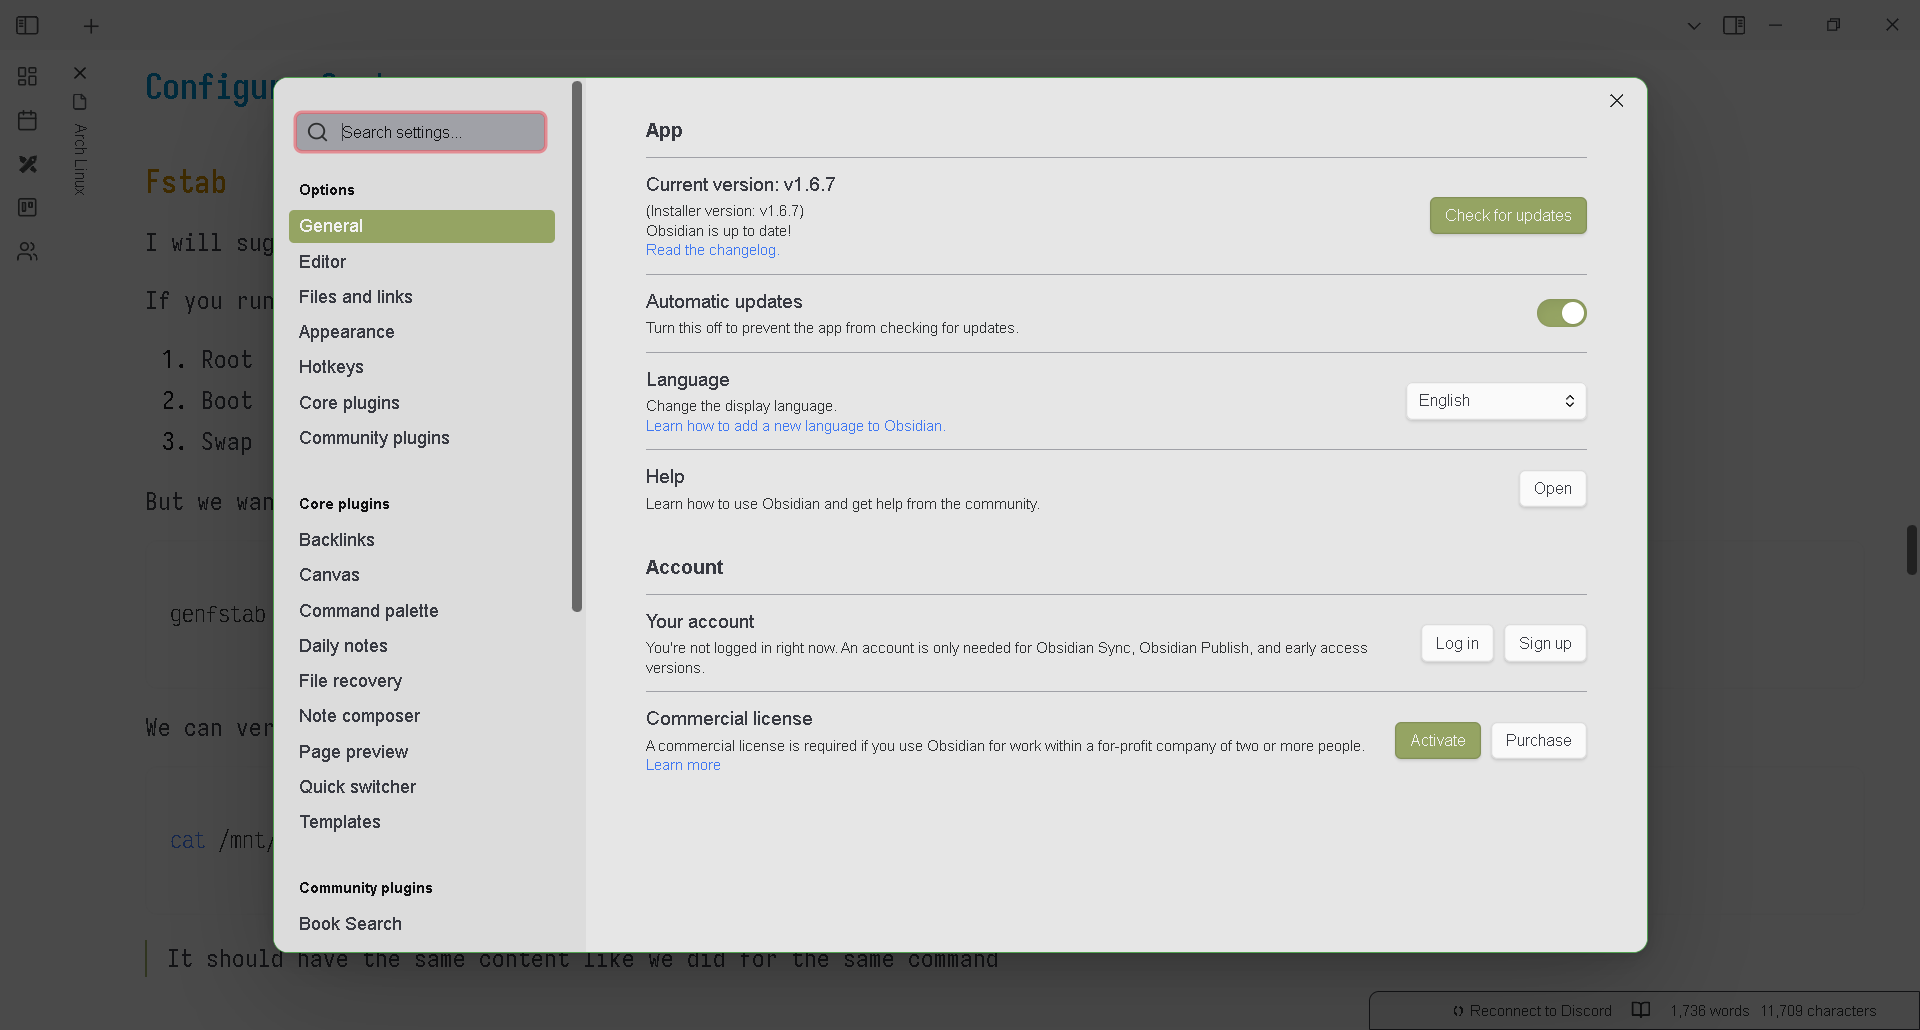 Arch Linux
Configur
Fstab
I will sug
If you run
1. Root
2. Boot
3. Swap
But we wan
genfstab
We can ver
cat /mnt/
It should have the same content like we did for the same command
Search settings...
Options
General
Editor
Files and links
Appearance
Hotkeys
Core plugins
Community plugins
Core plugins
Backlinks
Canvas
Command palette
Daily notes
File recovery
Note composer
Page preview
Quick switcher
Templates
Community plugins
Book Search
App
Current version: v1.6.7
(Installer version: v1.6.7)
Obsidian is up to date!
Read the changelog.
Check for updates
Automatic updates
Turn this off to prevent the app from checking for updates.
Language
Change the display language.
Learn how to add a new language to Obsidian.
English
Help
Learn how to use Obsidian and get help from the community.
Open
Account
Your account
You're not logged in right now. An account is only needed for Obsidian Sync, Obsidian Publish, and early access
versions.
Log in
Sign up
Commercial license
A commercial license is required if you use Obsidian for work within a for-profit company of two or more people.
Learn more
Activate
Purchase
Reconnect to Discord
1,736 words
11,709 characters